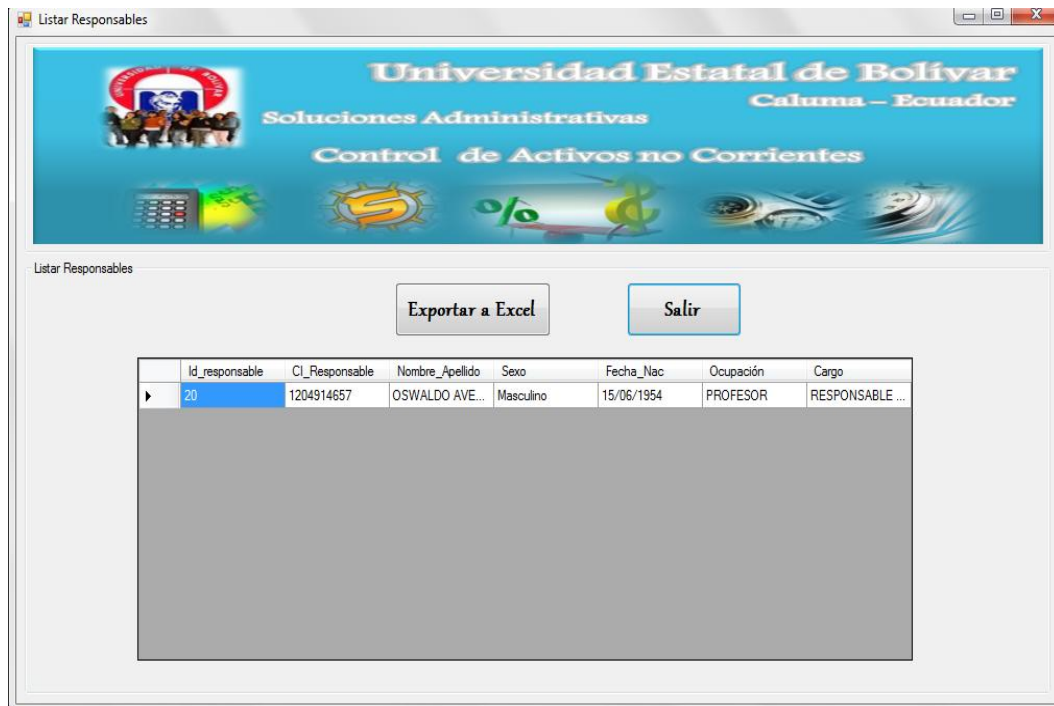 Listar Responsables
Universidad Estatal de Bolívar
Caluma – Ecuador
Soluciones Administrativas
Control de Activos no Corrientes
%
Listar Responsables
Exportar a Excel Salir
Id_responsable CI_Responsable Nombre_Apellido Sexo Fecha_Nac Ocupación Cargo
20 1204914657 OSWALDO AVE... Masculino 15/06/1954 PROFESOR RESPONSABLE ...